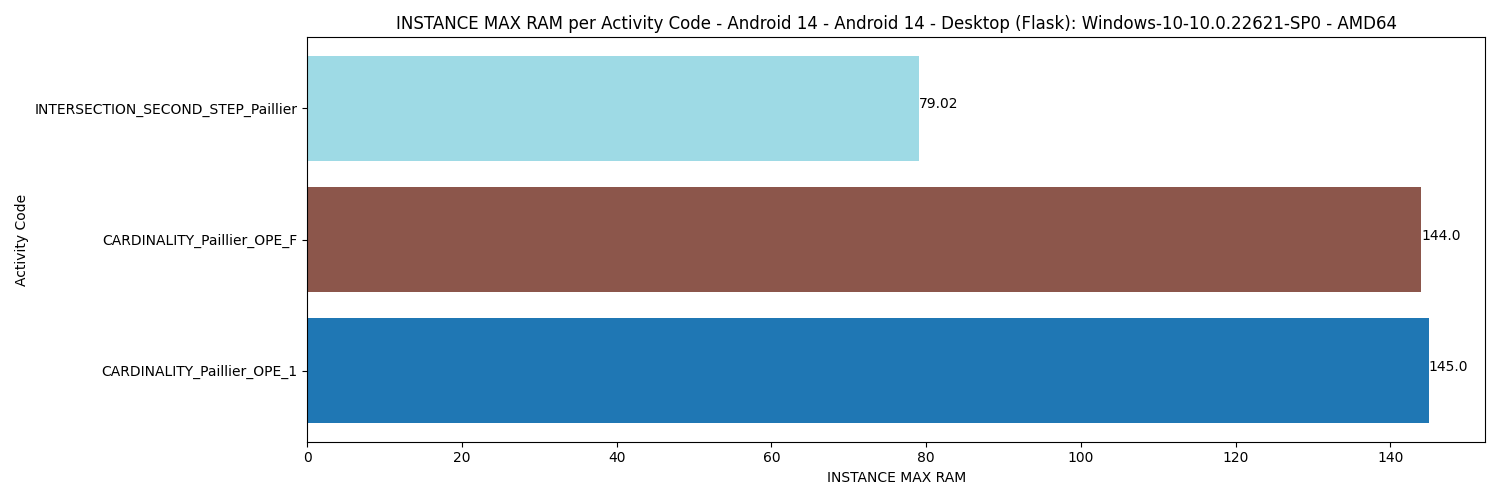 INSTANCE MAX RAM per Activity Code - Android 14 - Android 14 - Desktop (Flask): Windows-10-10.0.22621-SP0 - AMD64
Activity Code
INTERSECTION_SECOND_STEP_Paillier
79.02
CARDINALITY_Paillier_OPE_F
144.0
CARDINALITY_Paillier_OPE_1
145.0
0 20 40 60 80 100 120 140
INSTANCE MAX RAM